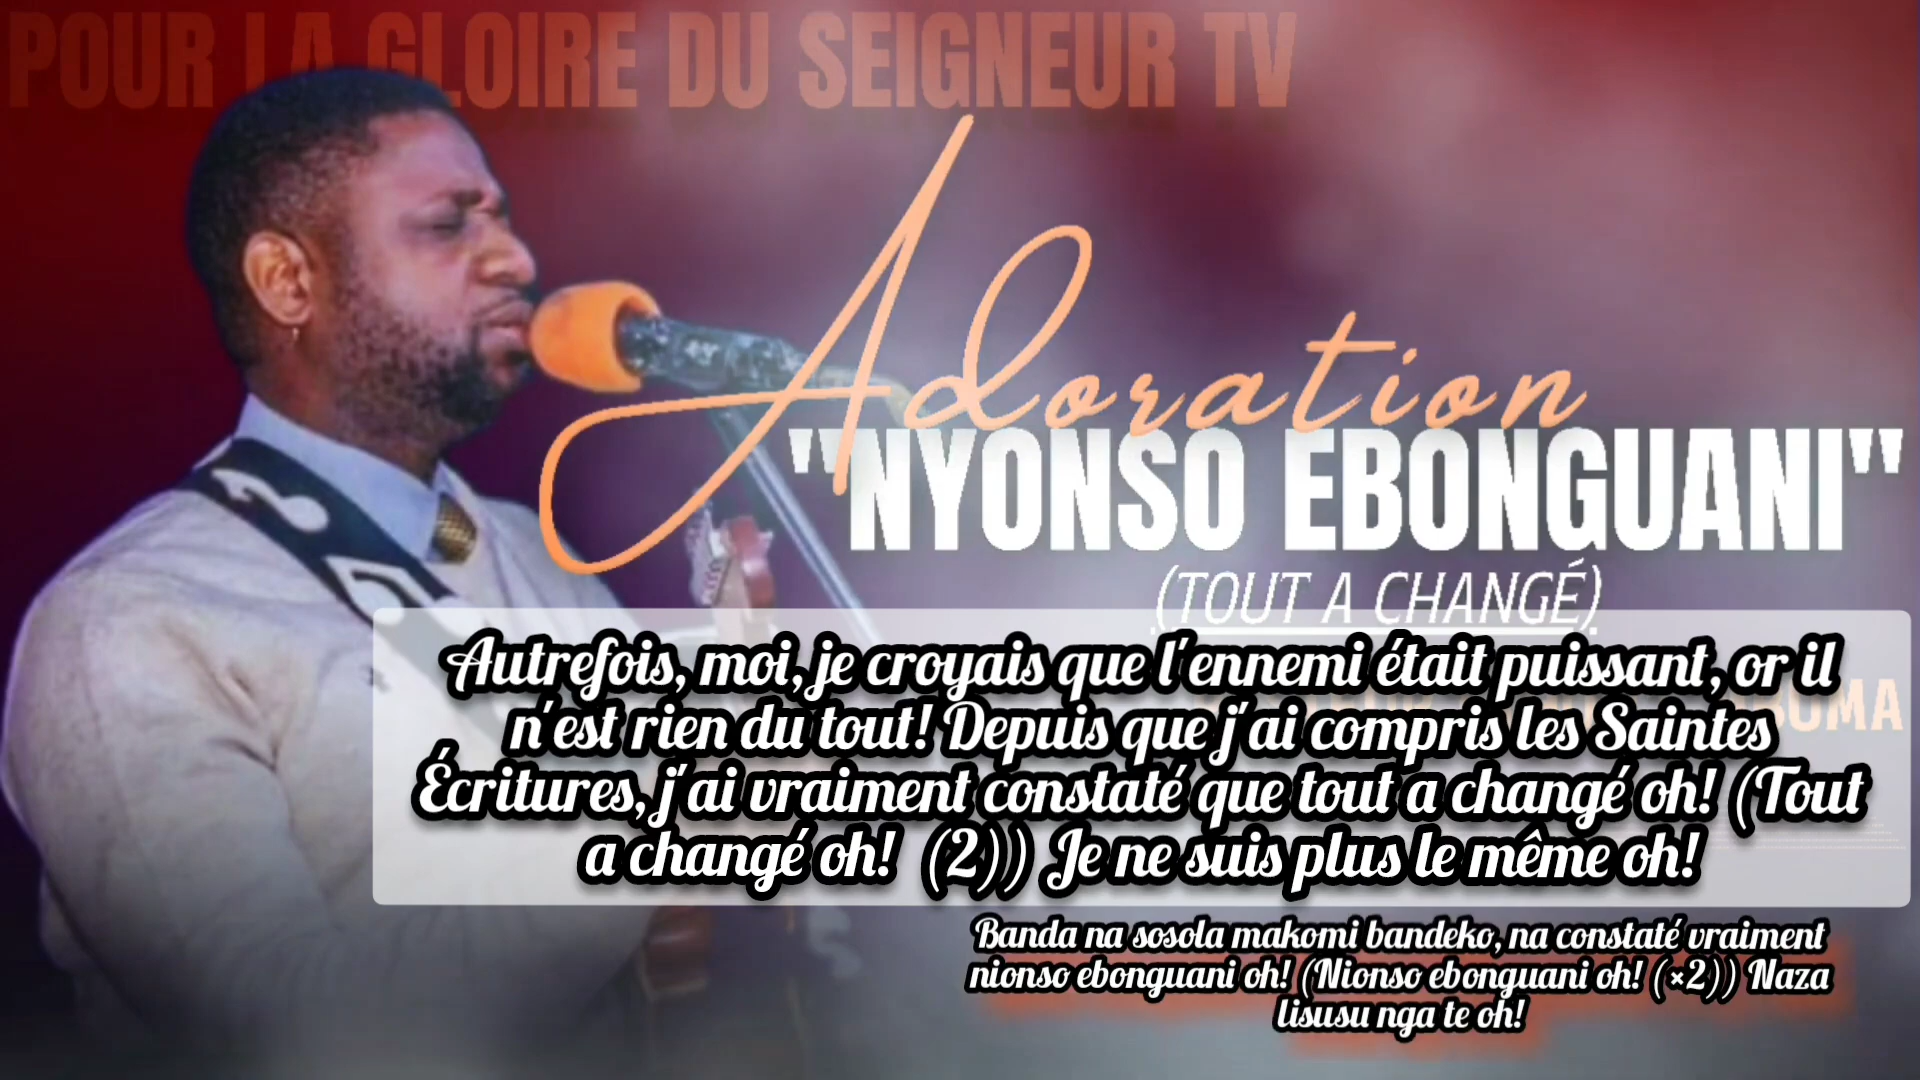 POUR LA GLOIRE DU SEIGNEUR TV
Adoration
"NYONSO EBONGUANI"
(TOUT A CHANGÉ)
Autrefois, moi, je croyais que l'ennemi était puissant, or il
n'est rien du tout! Depuis que j'ai compris les Saintes
Écritures, j'ai vraiment constaté que tout a changé oh! (Tout
a changé oh! (2)) Je ne suis plus le même oh!
Banda na sosola makomi bandeko, na constaté vraiment
nionso ebonguani oh! (Nionso ebonguani oh! (×2)) Naza
lisusu nga te oh!